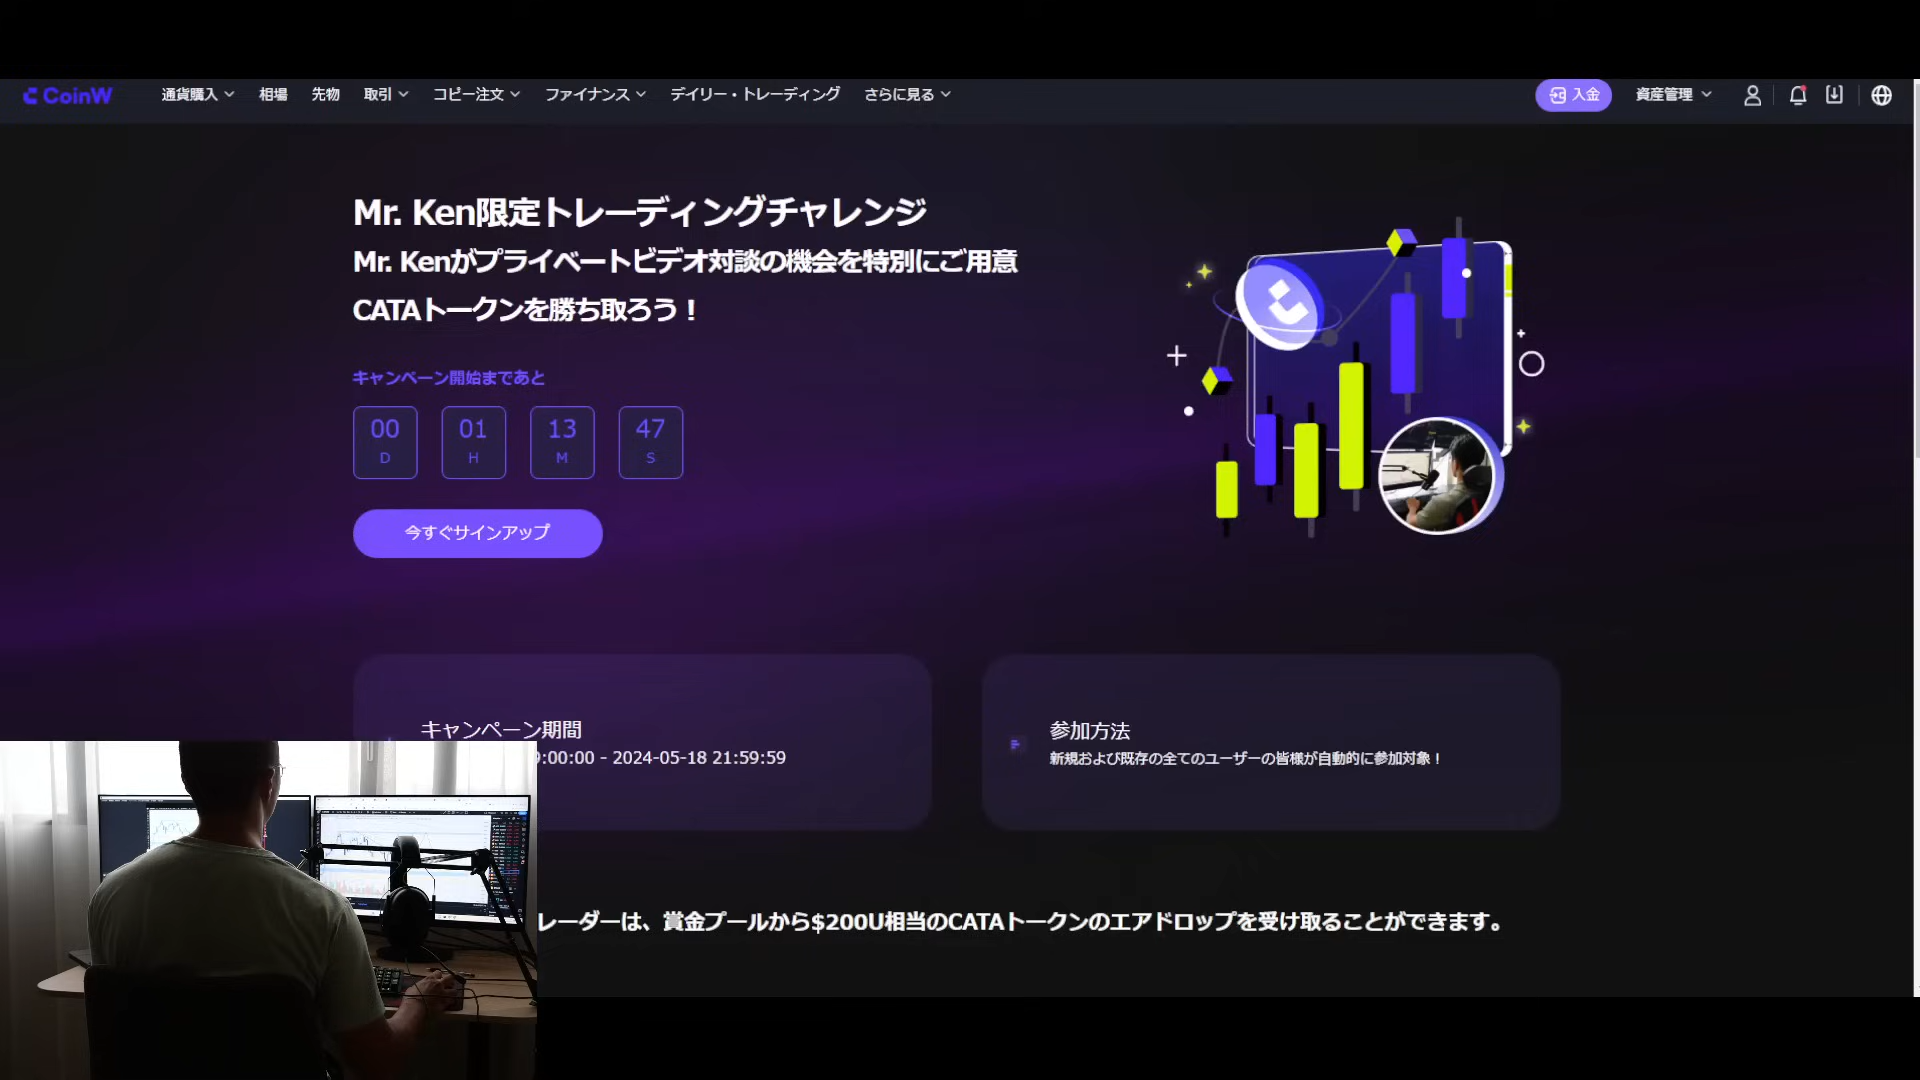 CoinW
通貨購入 相場 先物 取引 コピー注文 ファイナンス デイリー・トレーディング さらに見る 入金 資産管理
Mr. Ken限定トレーディングチャレンジ
Mr. Kenがプライベートビデオ対談の機会を特別にご用意
CATAトークンを勝ち取ろう！
キャンペーン開始まであと
00 01 13 47
D H M S
今すぐサインアップ
キャンペーン期間
:00:00 - 2024-05-18 21:59:59
参加方法
新規および既存の全てのユーザーの皆様が自動的に参加対象！
レーダーは、賞金プールから$200U相当のCATAトークンのエアドロップを受け取ることができます。